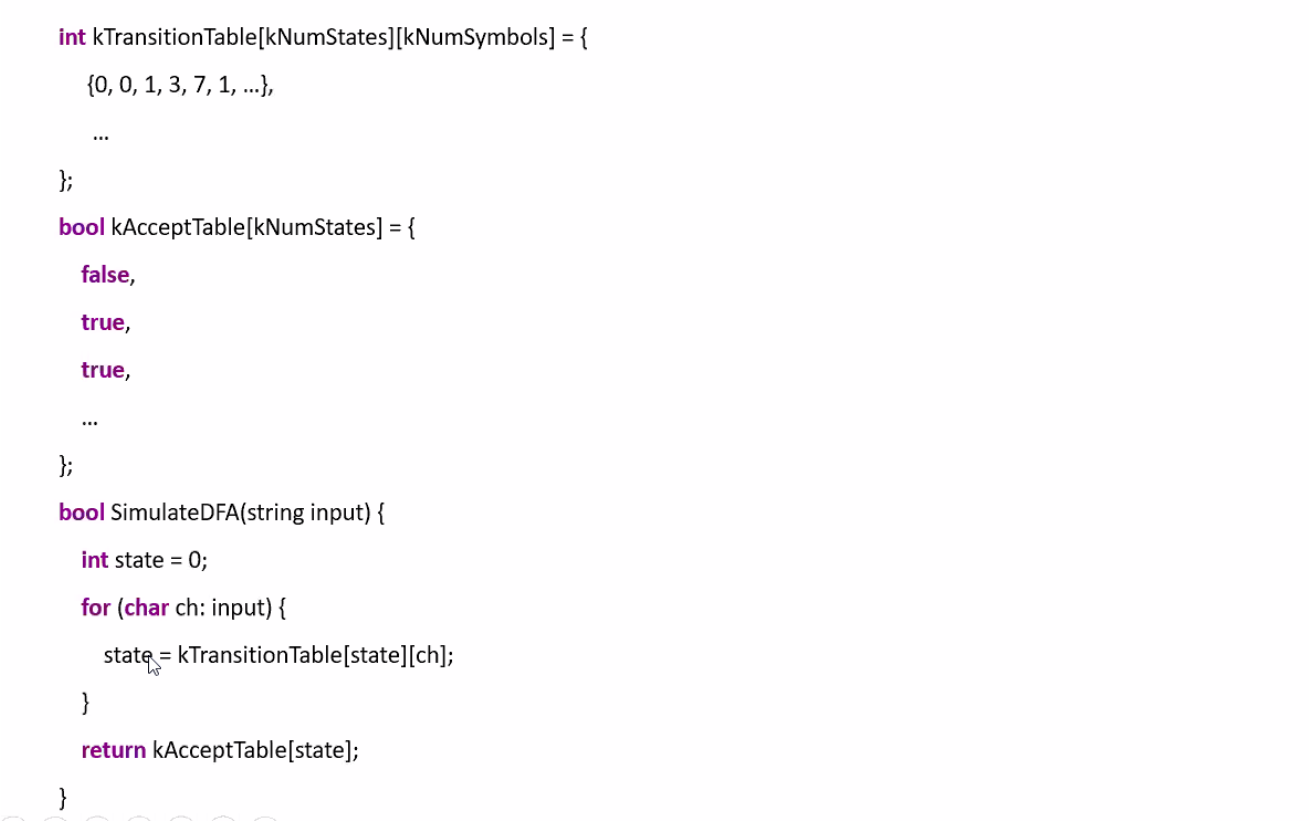 int kTransitionTable[kNumStates][kNumSymbols] = {
{0, 0, 1, 3, 7, 1, ...},
...
};
bool kAcceptTable[kNumStates] = {
false,
true,
true,
...
};
bool SimulateDFA(string input) {
int state = 0;
for (char ch: input) {
state = kTransitionTable[state][ch];
}
return kAcceptTable[state];
}